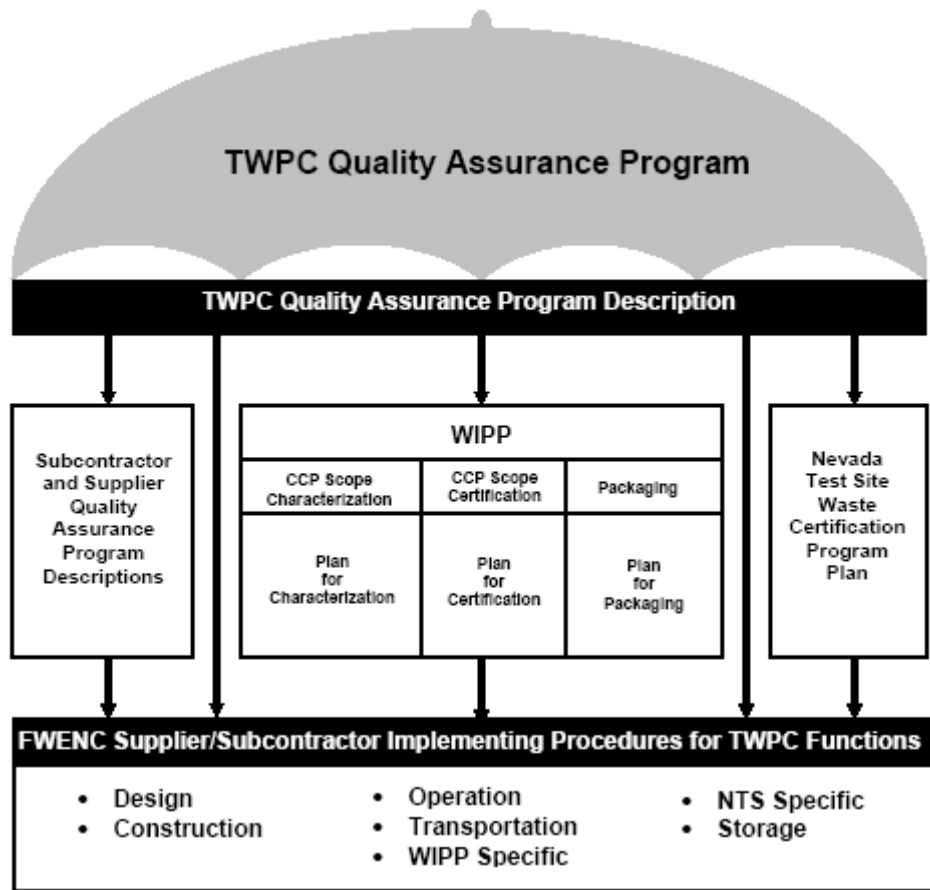 TWPC Quality Assurance Program
TWPC Quality Assurance Program Description
Subcontractor
and Supplier
Quality
Assurance
Program
Descriptions
WIPP
CCP Scope
Characterization
CCP Scope
Certification
Packaging
Plan
for
Characterization
Plan
for
Certification
Plan
for
Packaging
Nevada
Test Site
Waste
Certification
Program
Plan
FWENC Supplier/Subcontractor Implementing Procedures for TWPC Functions
• Design
• Construction
• Operation
• Transportation
• WIPP Specific
• NTS Specific
• Storage